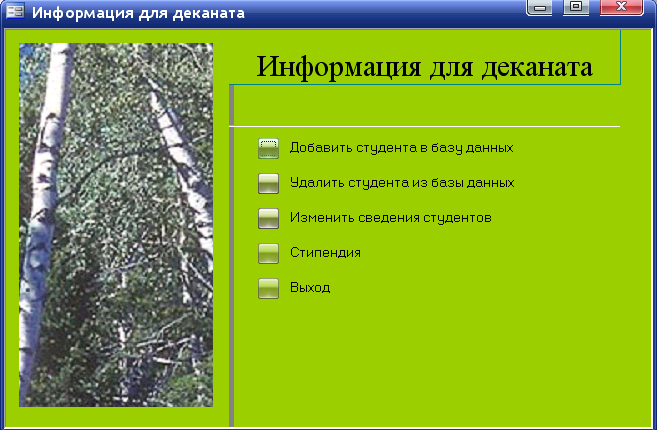 Информация для деканата
Информация для деканата
Добавить студента в базу данных
Удалить студента из базы данных
Изменить сведения студентов
Стипендия
Выход